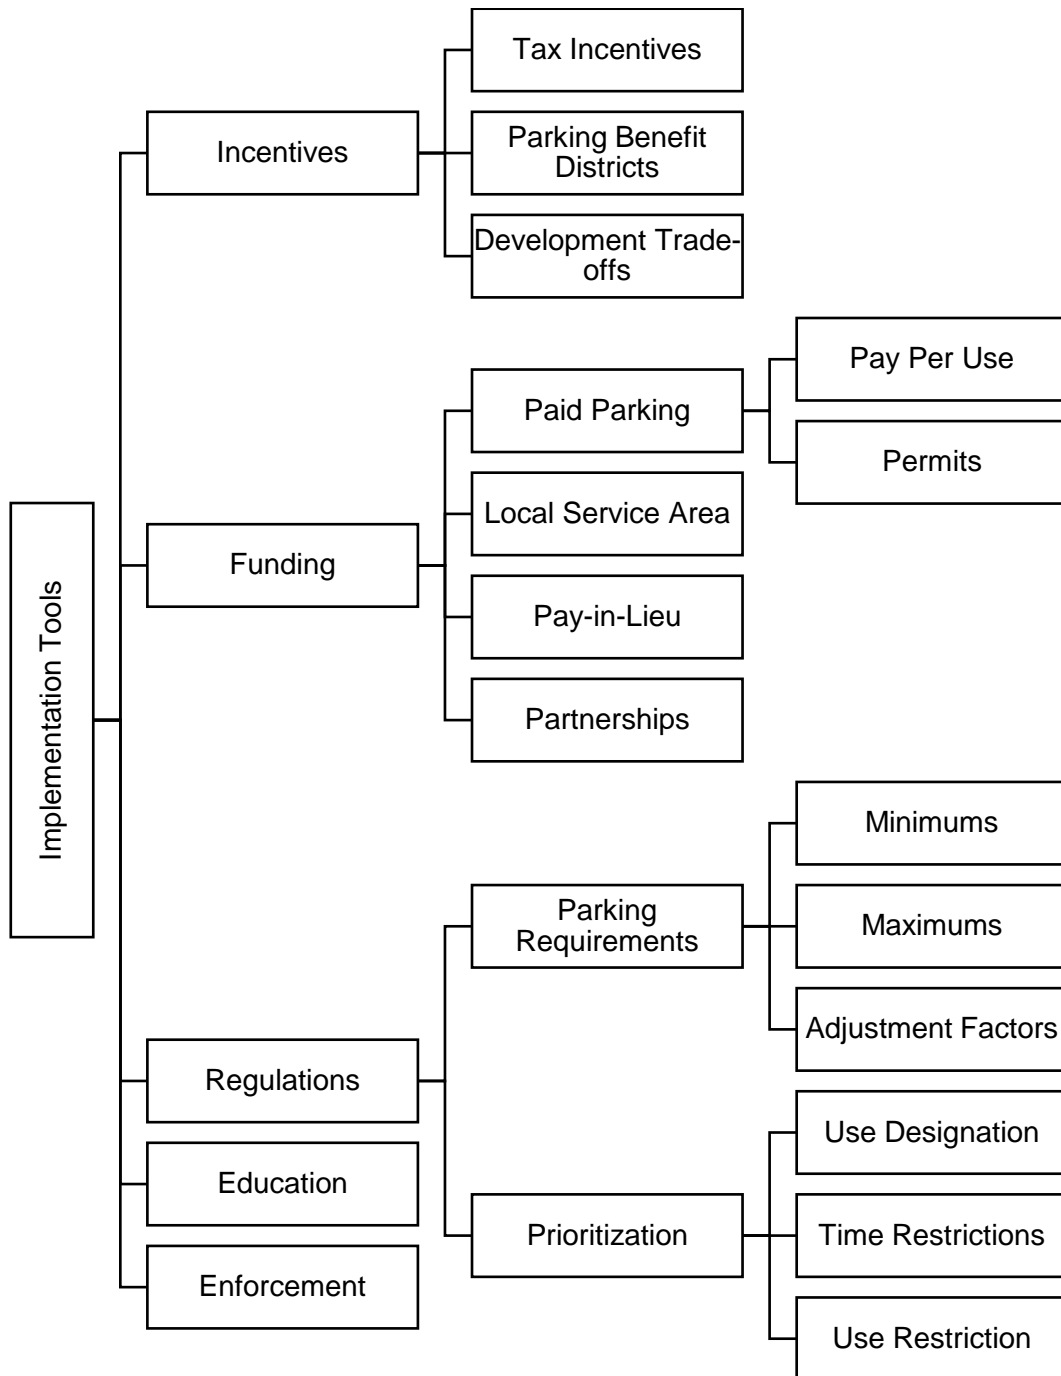 Tax Incentives
Incentives
Parking Benefit
Districts
Development Trade-
offs
Pay Per Use
Paid Parking
Permits
Local Service Area
Funding
Pay-in-Lieu
Partnerships
Implementation Tools
Minimums
Parking
Requirements
Maximums
Adjustment Factors
Regulations
Use Designation
Education
Prioritization
Time Restrictions
Enforcement
Use Restriction